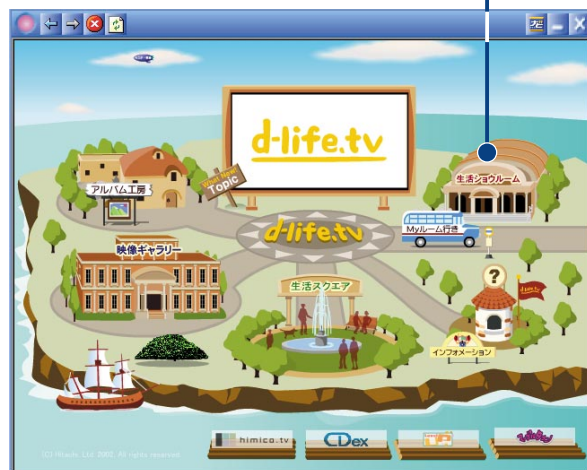 d-life.tv
What's New!
Topic
アルバム工房
生活ショウルーム
Myルーム行き
d-life.tv
映像ギャラリー
生活スクエア
?
インフォメーション
himico.tv
CDex
(C) Hitachi, Ltd. 2002. All rights reserved.